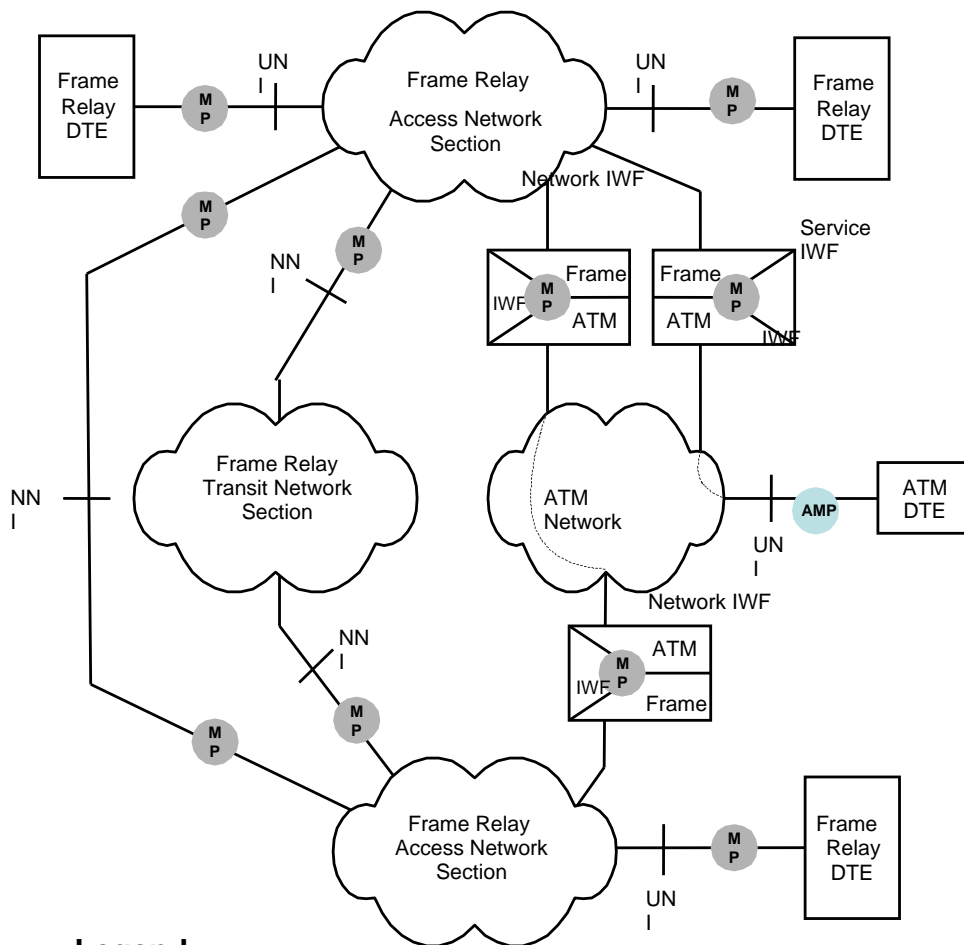 Frame
Relay
DTE
M
P
UN
I
Frame Relay
Access Network
Section
UN
I
M
P
Frame
Relay
DTE
Network IWF
M
P
M
P
NN
I
Frame
IWF
M
P
ATM
Service
IWF
Frame
M
P
ATM
IWF
Frame Relay
Transit Network
Section
NN
I
ATM
Network
UN
I
AMP
ATM
DTE
Network IWF
NN
I
ATM
M
P
IWF
Frame
M
P
M
P
Frame Relay
Access Network
Section
UN
I
M
P
Frame
Relay
DTE